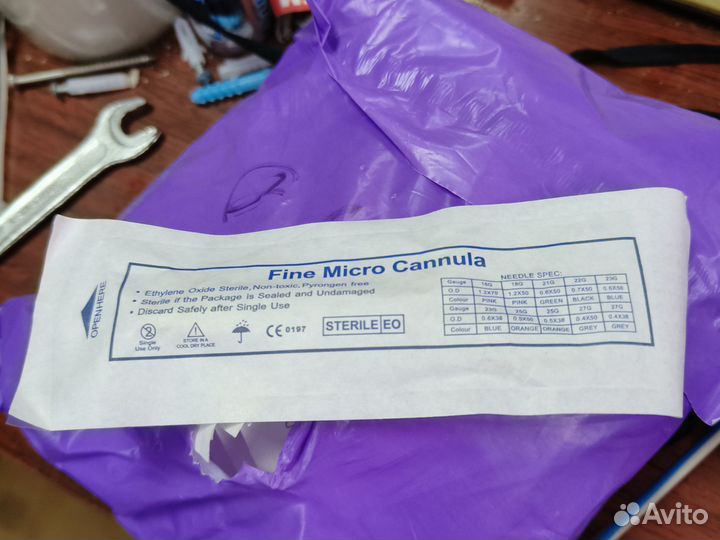 Fine Micro Cannula
• Ethylene Oxide Sterile, Non-toxic, Pyrongen free
• Sterile if the Package is Sealed and Undamaged
• Discard Safely after Single Use
OPEN HERE
Single
Use Only
STORE IN A
COOL DRY PLACE
CE 0197
STERILE EO
NEEDLE SPEC:
Gauge 18G 18G 21G 22G 23G
O.D 1.2X70 1.2X50 0.8X50 0.7X50 0.6X58
Colour PINK PINK GREEN BLACK BLUE
Gauge 23G 25G 25G 27G 27G
O.D 0.6X38 0.5X50 0.5X38 0.4X50 0.4X38
Colour BLUE ORANGE ORANGE GREY GREY
Avito